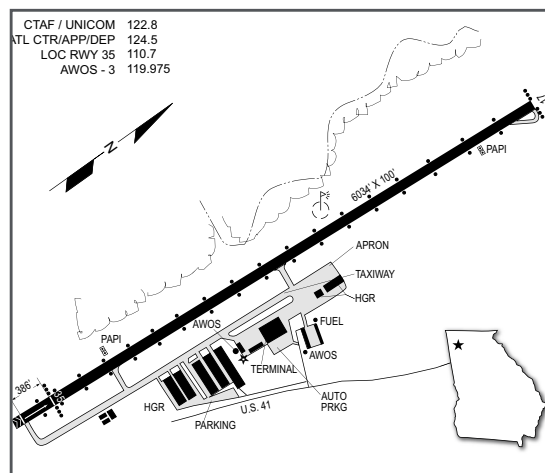 CTAF / UNICOM 122.8
ATL CTR/APP/DEP 124.5
LOC RWY 35 110.7
AWOS - 3 119.975
N
17
PAPI
6034' X 100'
APRON
TAXIWAY
HGR
AWOS
FUEL
PAPI
AWOS
TERMINAL
386'
35
AUTO
PRKG
HGR
U.S. 41
PARKING